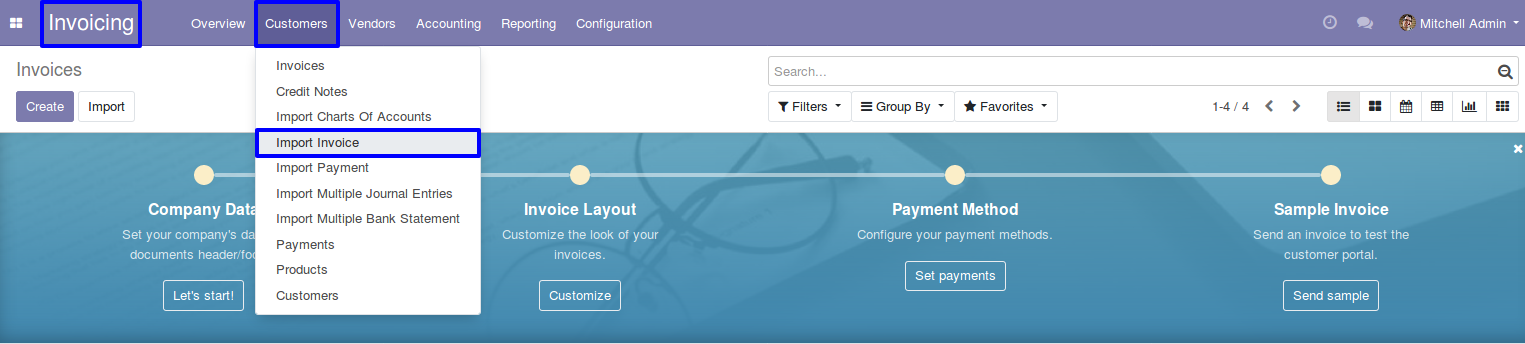 Invoicing Overview Customers Vendors Accounting Reporting Configuration Mitchell Admin
Invoices
Search...
Create Import
Filters Group By Favorites 1-4 / 4
Invoices
Credit Notes
Import Charts Of Accounts
Import Invoice
Import Payment
Import Multiple Journal Entries
Import Multiple Bank Statement
Payments
Products
Customers
Company Data
Set your company's da
documents header/foo
Let's start!
Invoice Layout
Customize the look of your
invoices.
Customize
Payment Method
Configure your payment methods.
Set payments
Sample Invoice
Send an invoice to test the
customer portal.
Send sample